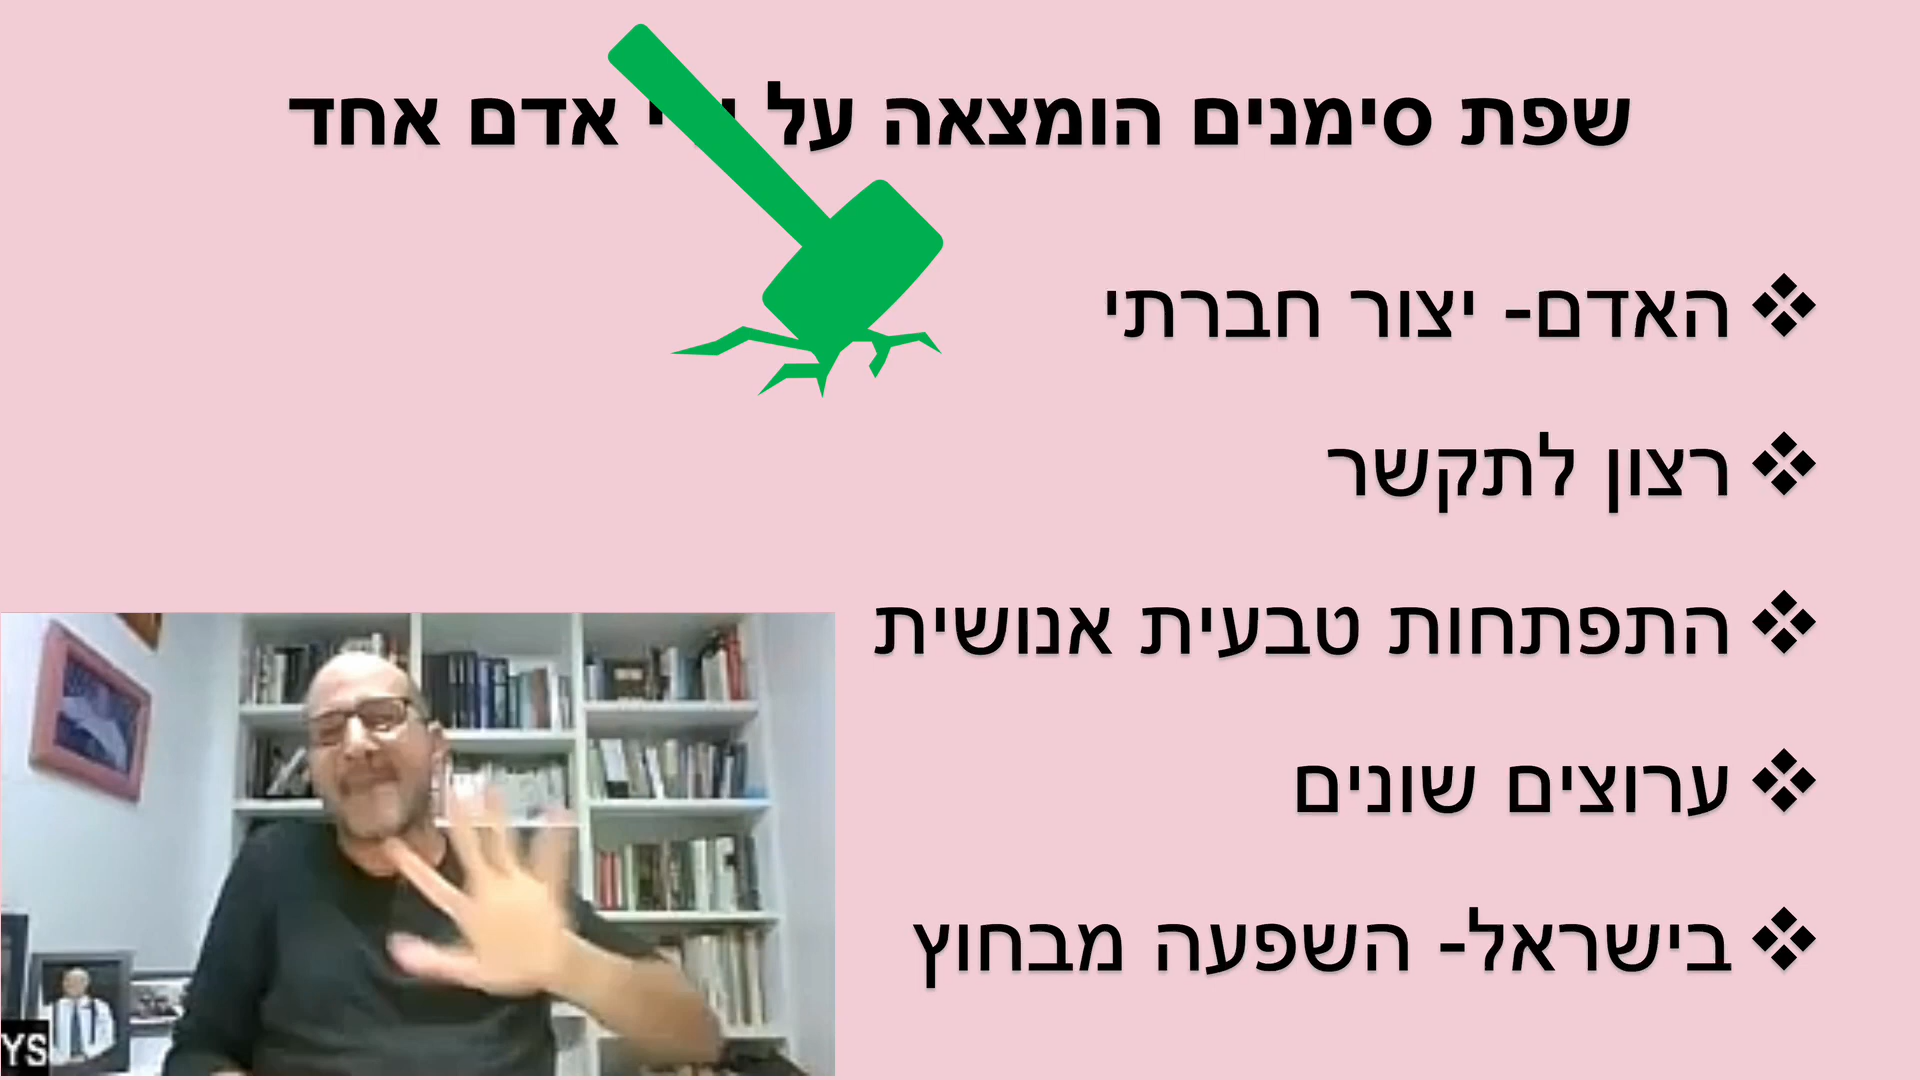 שפת סימנים הומצאה על אדם אחד
האדם- יצור חברתי
רצון לתקשר
התפתחות טבעית אנושית
ערוצים שונים
בישראל- השפעה מבחוץ
YS